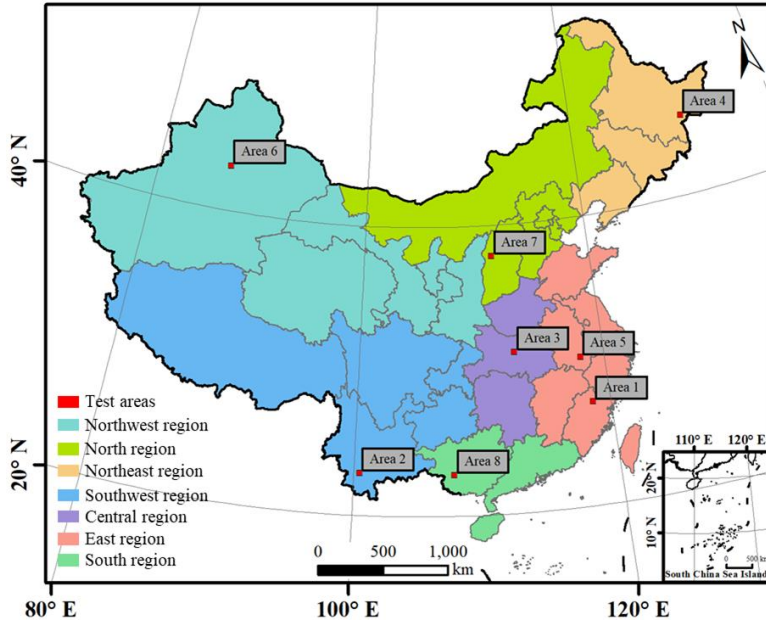 Area 4
40° N
Area 6
Area 7
Area 3
Area 5
Area 1
Test areas
Northwest region
North region
Northeast region
Southwest region
Central region
East region
South region
Area 2
Area 8
20° N
0 500 1,000
km
110° E 120° E
20° N
10° N
0 500 km
South China Sea Island
80° E 100° E 120° E